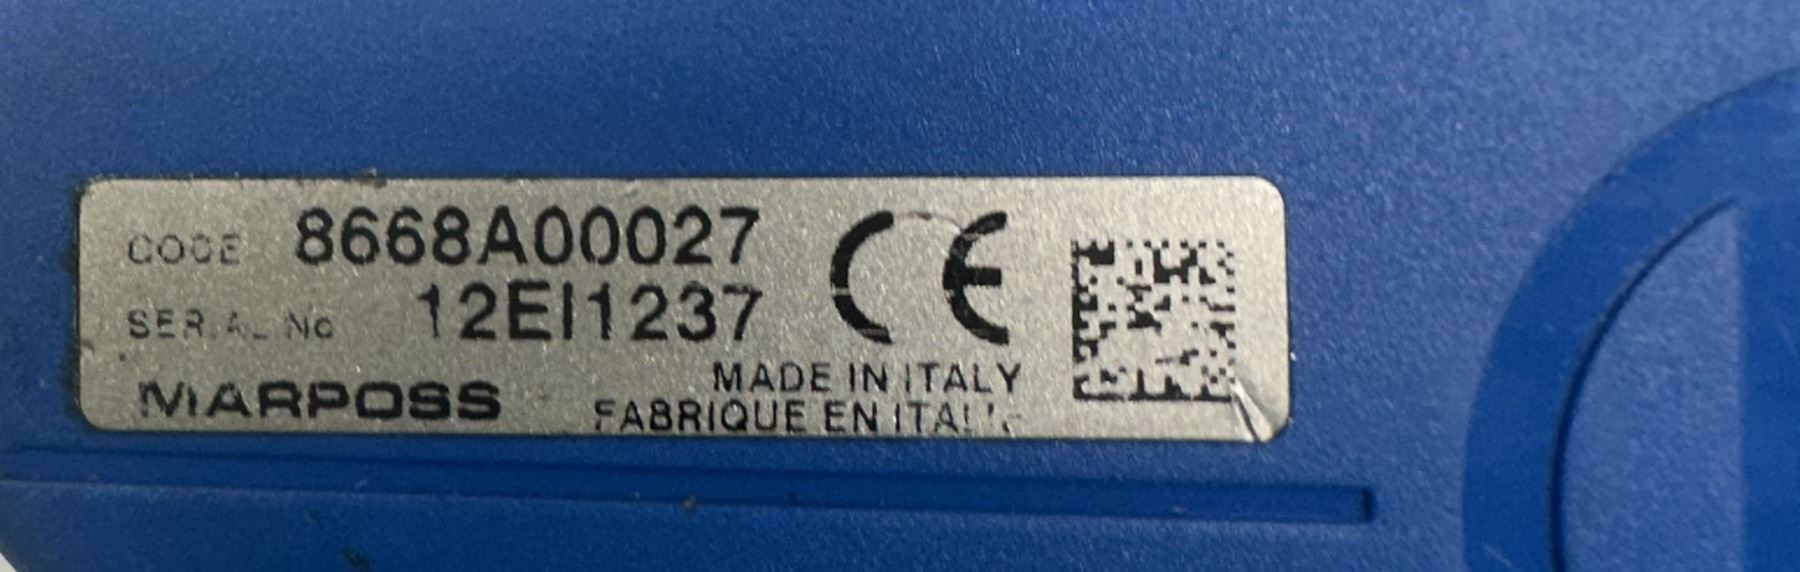 CODE 8668A00027
SERIAL No 12EI1237
CE
MARPOSS
MADE IN ITALY
FABRIQUE EN ITALIE